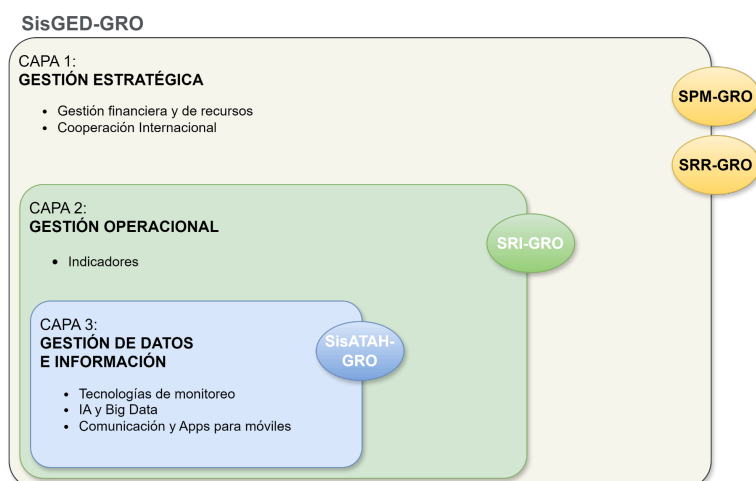 SisGED-GRO
CAPA 1:
GESTIÓN ESTRATÉGICA
• Gestión financiera y de recursos
• Cooperación Internacional
SPM-GRO
SRR-GRO
CAPA 2:
GESTIÓN OPERACIONAL
• Indicadores
SRI-GRO
CAPA 3:
GESTIÓN DE DATOS
E INFORMACIÓN
• Tecnologías de monitoreo
• IA y Big Data
• Comunicación y Apps para móviles
SisATAH-
GRO